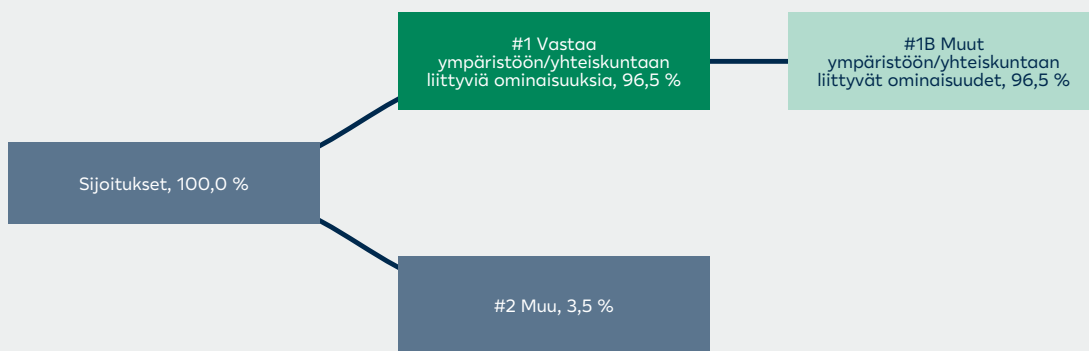 #1 Vastaa
ympäristöön/yhteiskuntaan
liittyviä ominaisuuksia, 96,5 %
#1B Muut
ympäristöön/yhteiskuntaan
liittyvät ominaisuudet, 96,5 %
Sijoitukset, 100,0 %
#2 Muu, 3,5 %